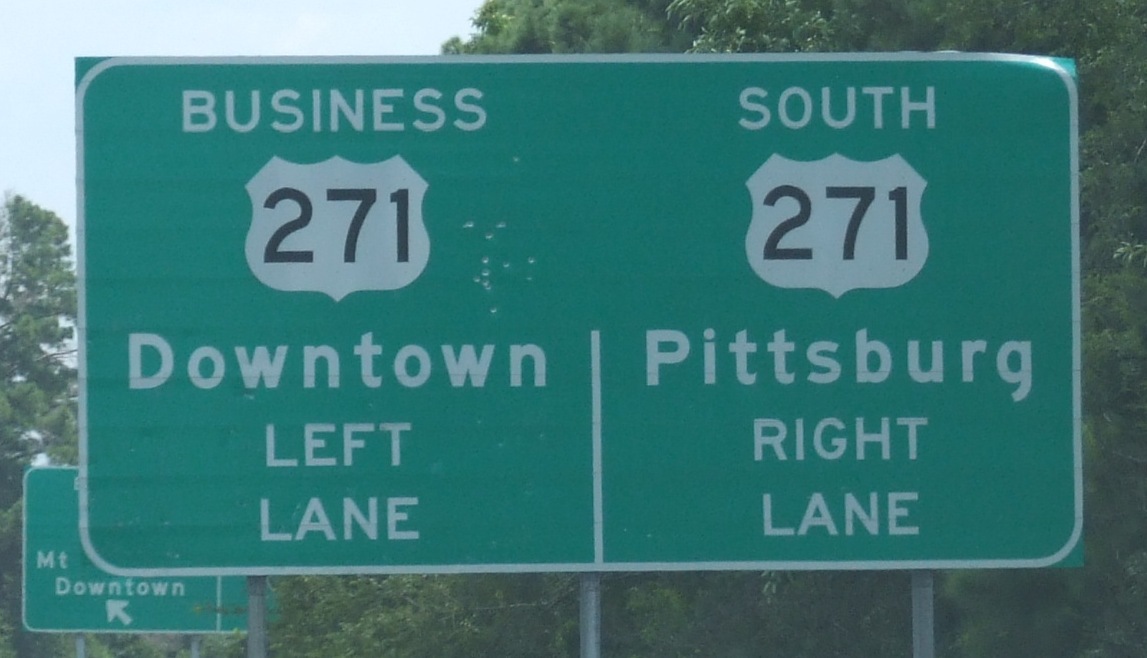 BUSINESS
271
Downtown
LEFT
LANE
SOUTH
271
Pittsburg
RIGHT
LANE
Mt
Downtown